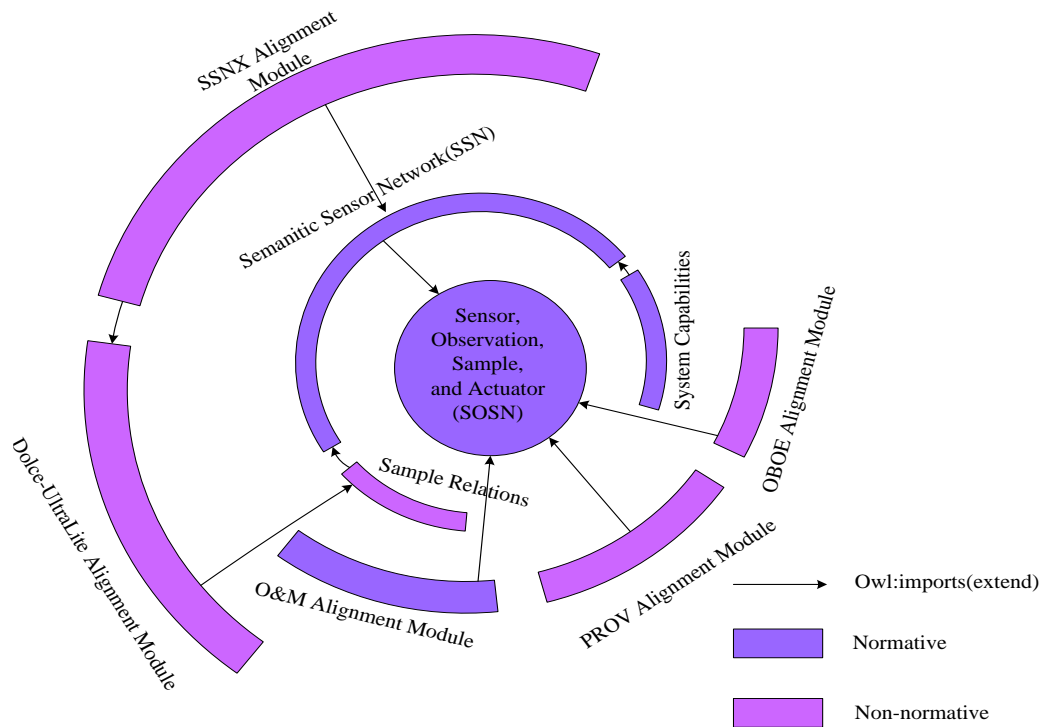 SSNX Alignment
Module
Semanitic Sensor Network(SSN)
Sensor,
Observation,
Sample,
and Actuator
(SOSN)
System Capabilities
OBOE Alignment Module
Sample Relations
Dolce-UltraLite Alignment Module
O&M Alignment Module
PROV Alignment Module
Owl:imports(extend)
Normative
Non-normative